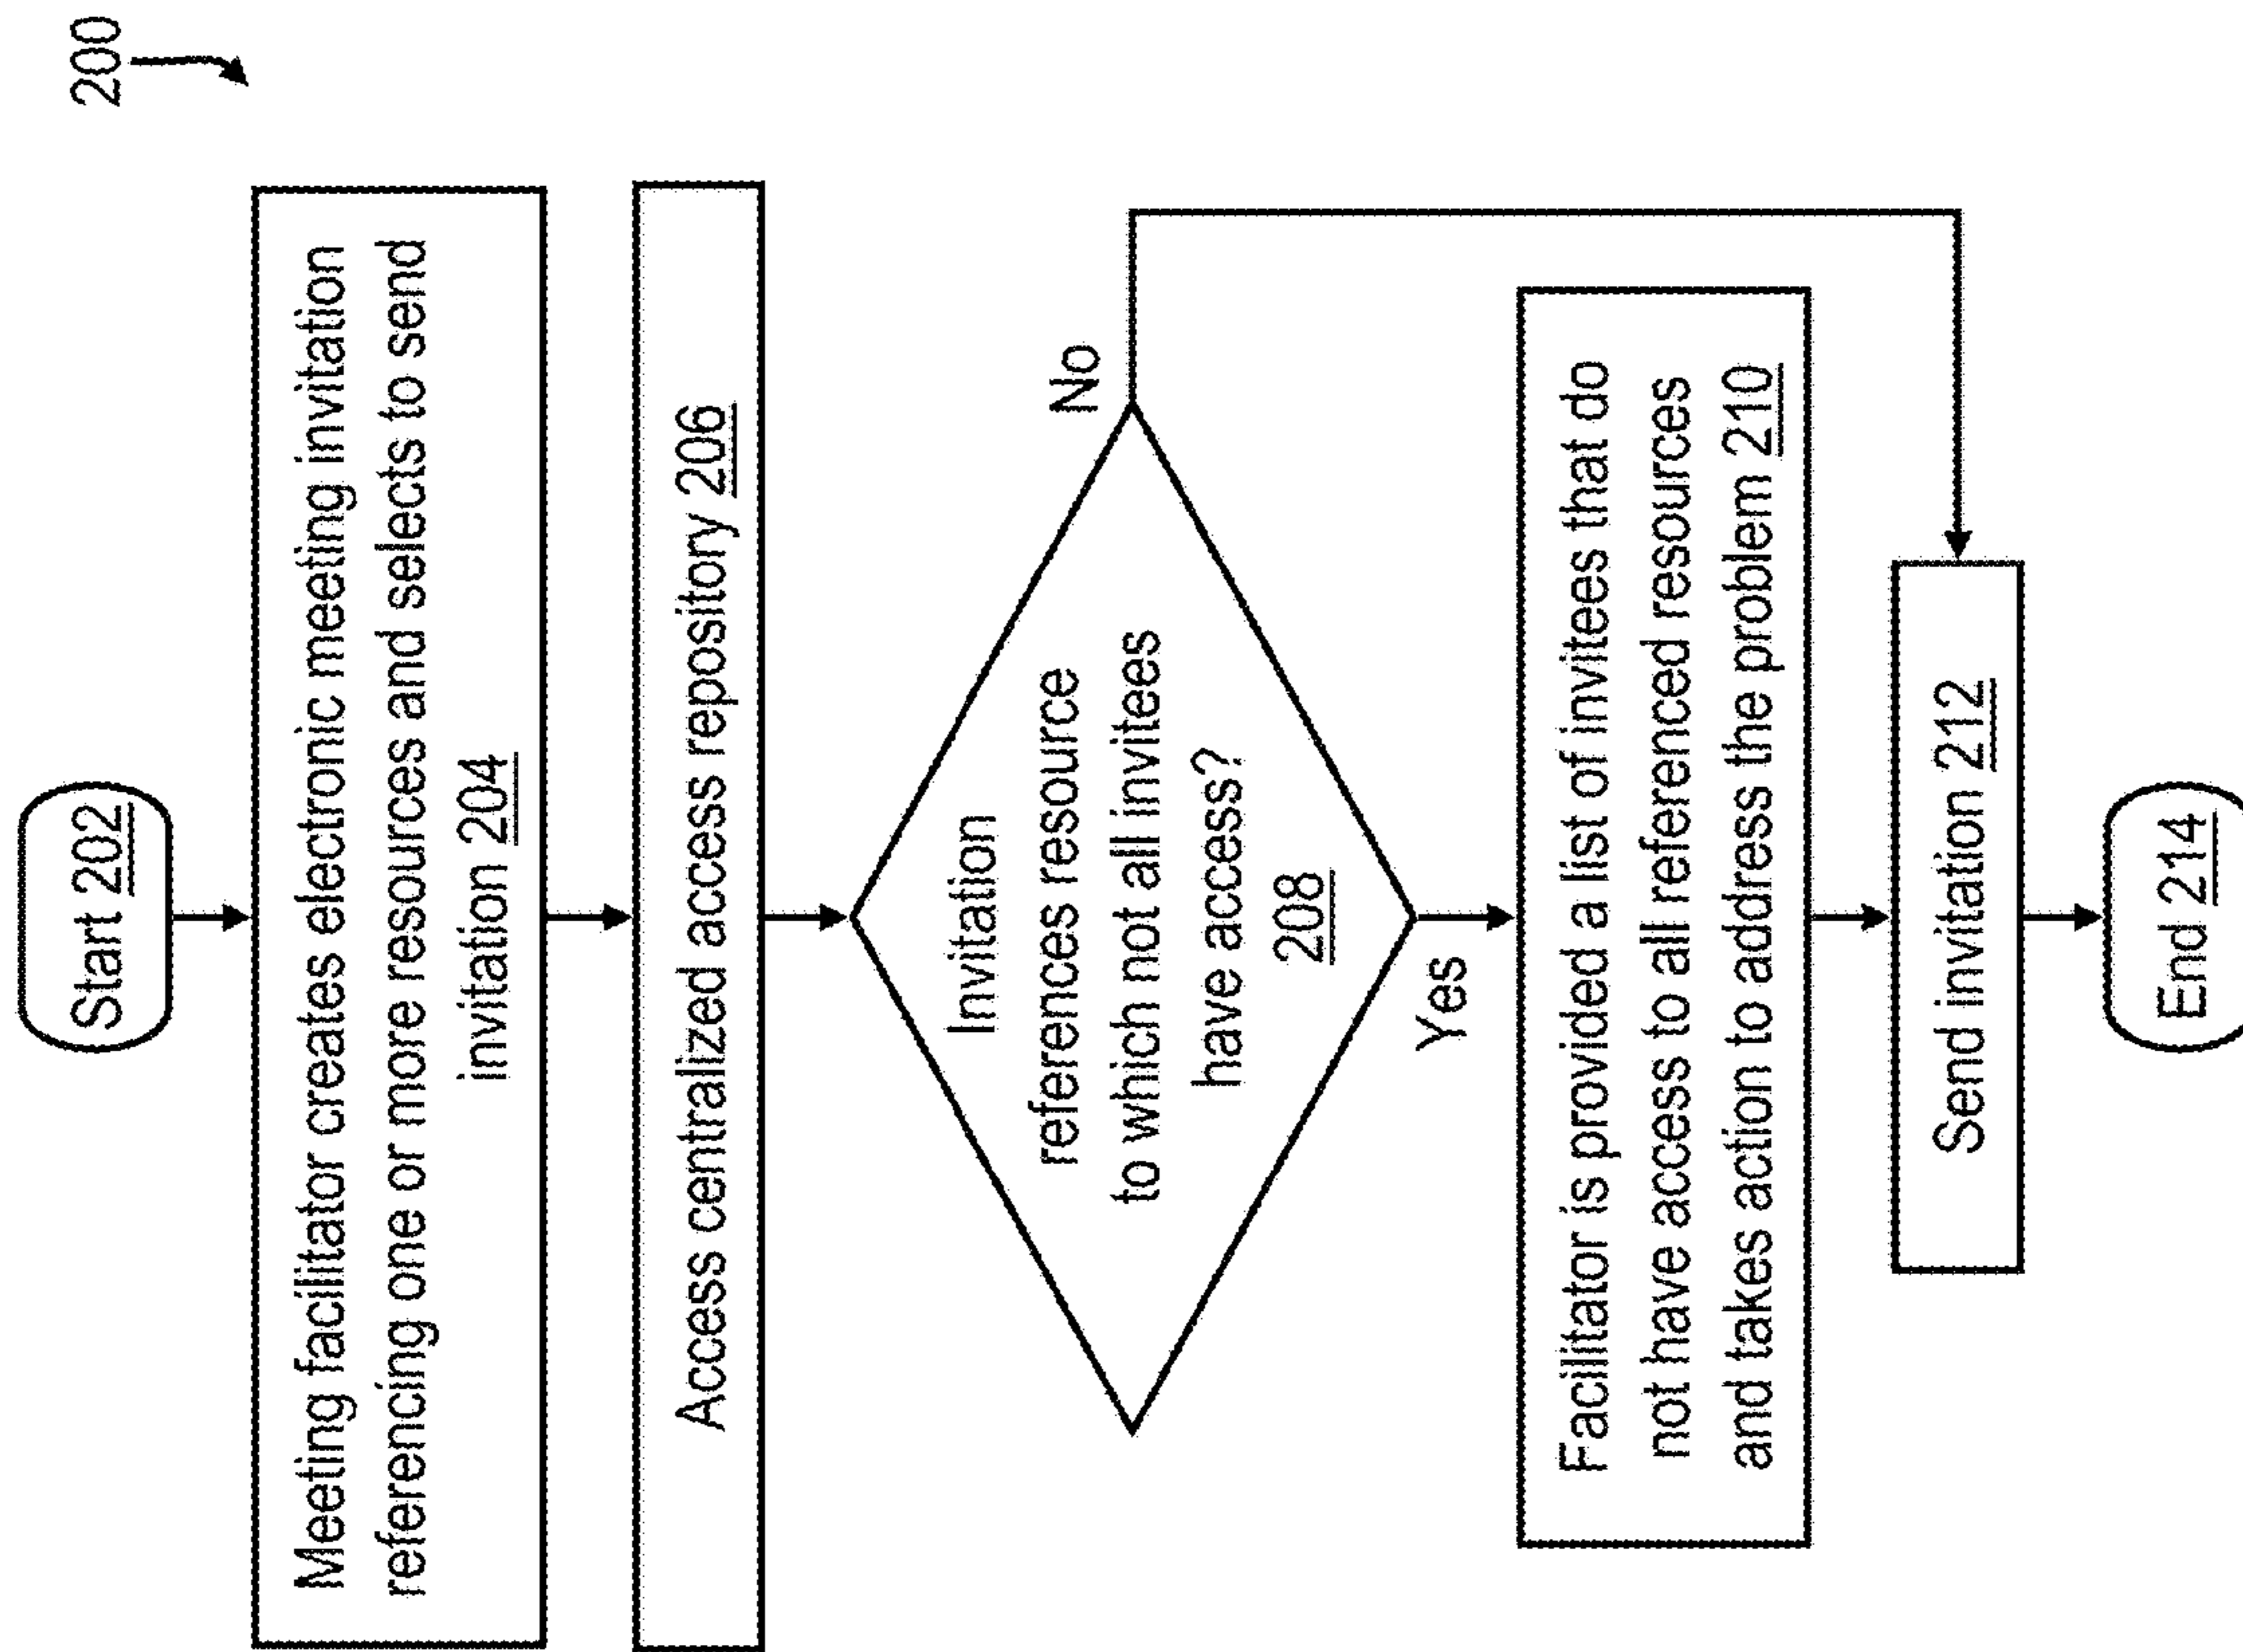 200
Start 202
Meeting facilitator creates electronic meeting invitation
referencing one or more resources and selects to send
invitation 204
Access centralized access repository 206
Invitation
references resource
to which not all invitees
have access?
208
No
Yes
Facilitator is provided a list of invitees that do
not have access to all referenced resources
and takes action to address the problem 210
Send invitation 212
End 214